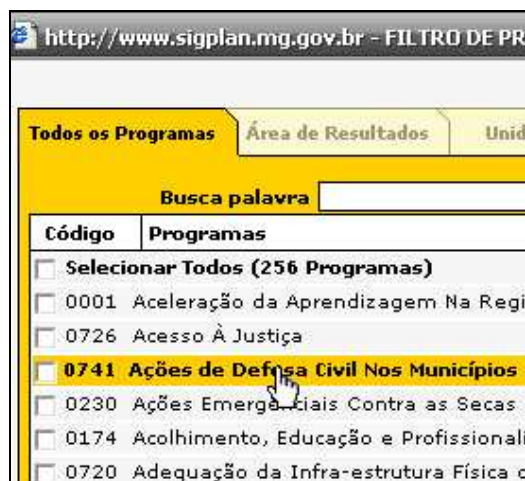 http://www.sigplan.mg.gov.br - FILTRO DE PR
Todos os Programas Área de Resultados Unid
Busca palavra
Código Programas
Selecionar Todos (256 Programas)
0001 Aceleração da Aprendizagem Na Regi
0726 Acesso À Justiça
0741 Ações de Defesa Civil Nos Municípios
0230 Ações Emergenciais Contra as Secas
0174 Acolhimento, Educação e Profissionali
0720 Adequação da Infra-estrutura Física d